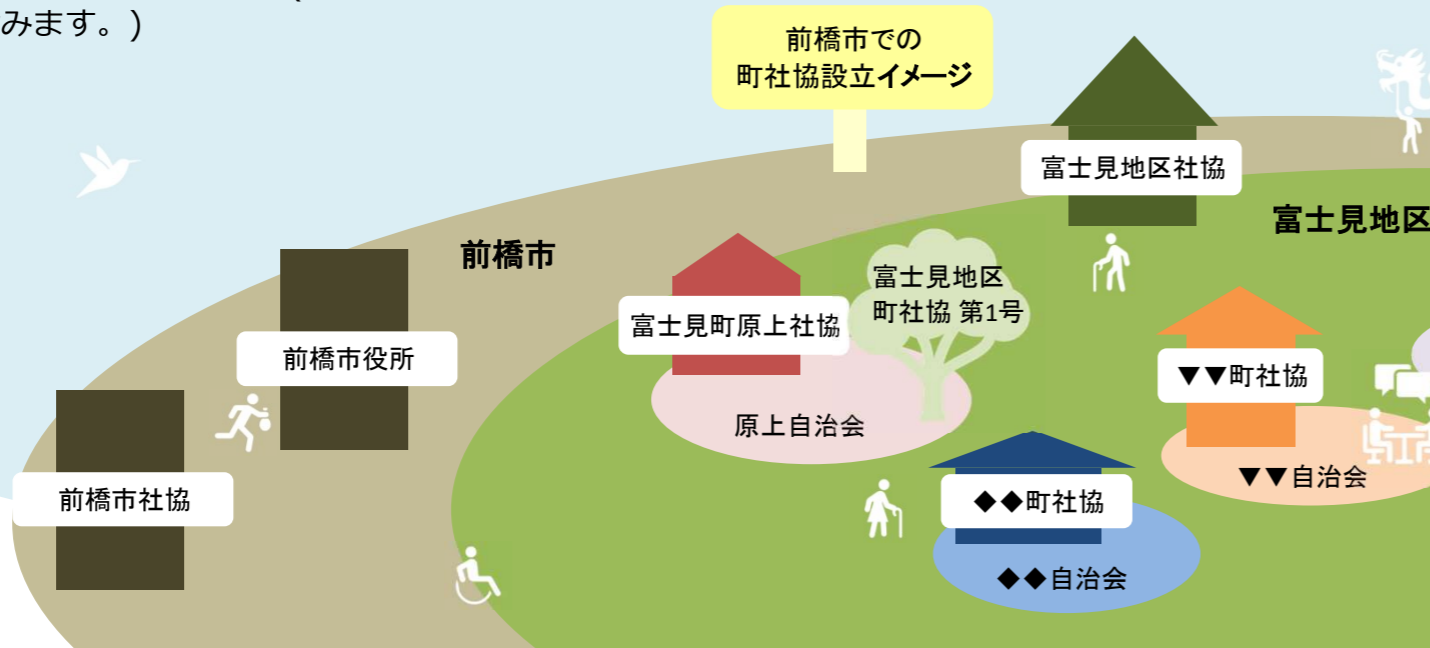 みます。)
前橋市での
町社協設立イメージ
富士見地区社協
富士見地区
前橋市
富士見地区
町社協 第1号
富士見町原上社協
前橋市役所
▼▼町社協
原上自治会
▼▼自治会
前橋市社協
◆◆町社協
◆◆自治会